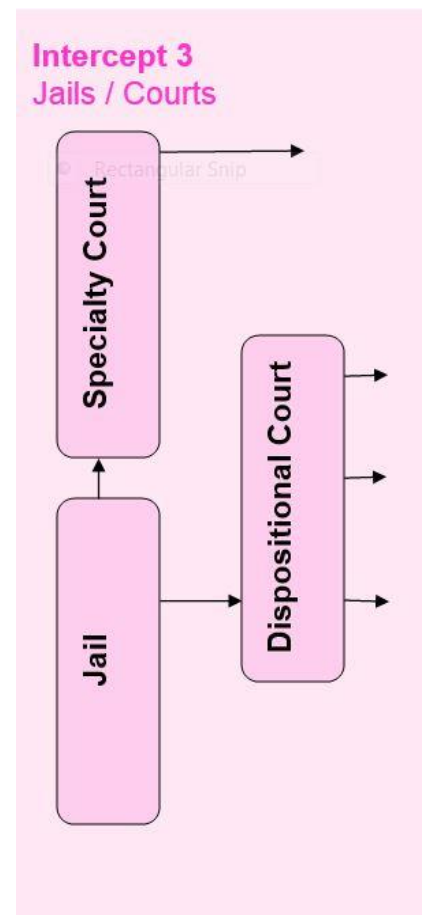 Intercept 3
Jails / Courts
© Rectangular Snip
Specialty Court
Dispositional Court
Jail